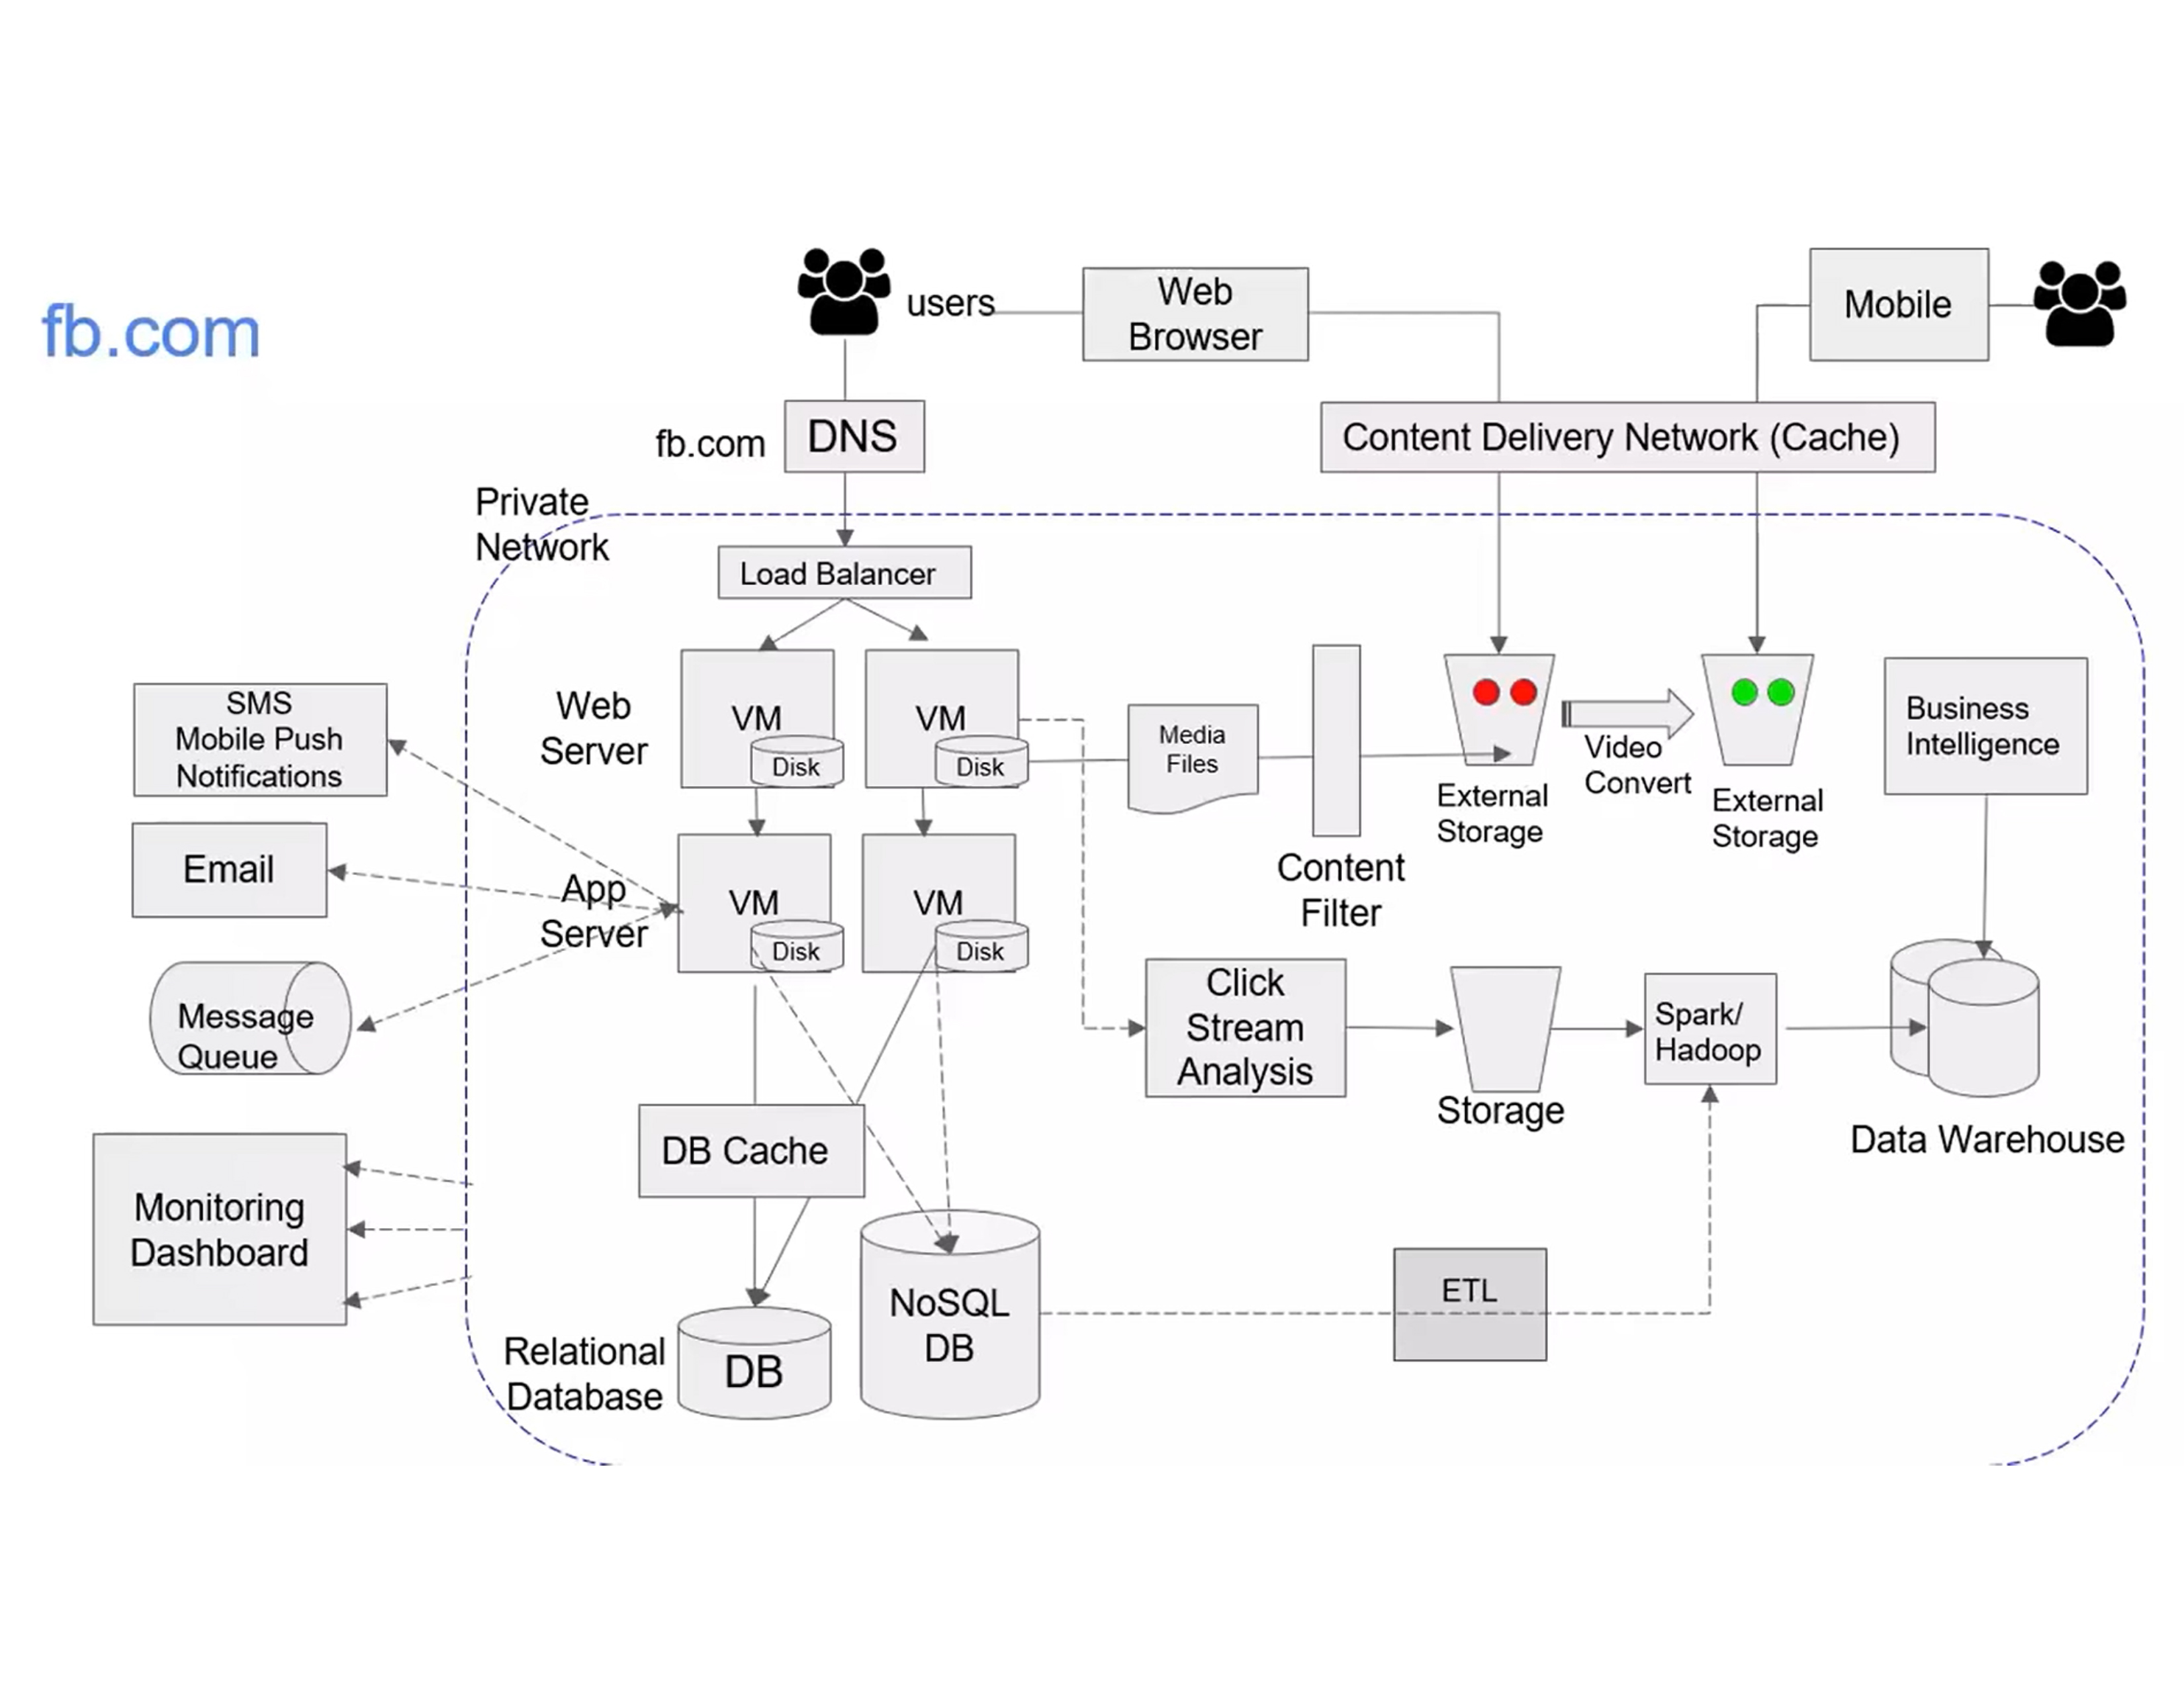 fb.com
users
Web
Browser
Mobile
fb.com
DNS
Content Delivery Network (Cache)
Private
Network
Load Balancer
Web
Server
VM
Disk
VM
Disk
Media
Files
Content
Filter
External
Storage
Video
Convert
External
Storage
Business
Intelligence
SMS
Mobile Push
Notifications
Email
App
Server
VM
Disk
VM
Disk
Message
Queue
Click
Stream
Analysis
Storage
Spark/
Hadoop
Data Warehouse
Monitoring
Dashboard
DB Cache
Relational
Database
DB
NoSQL
DB
ETL